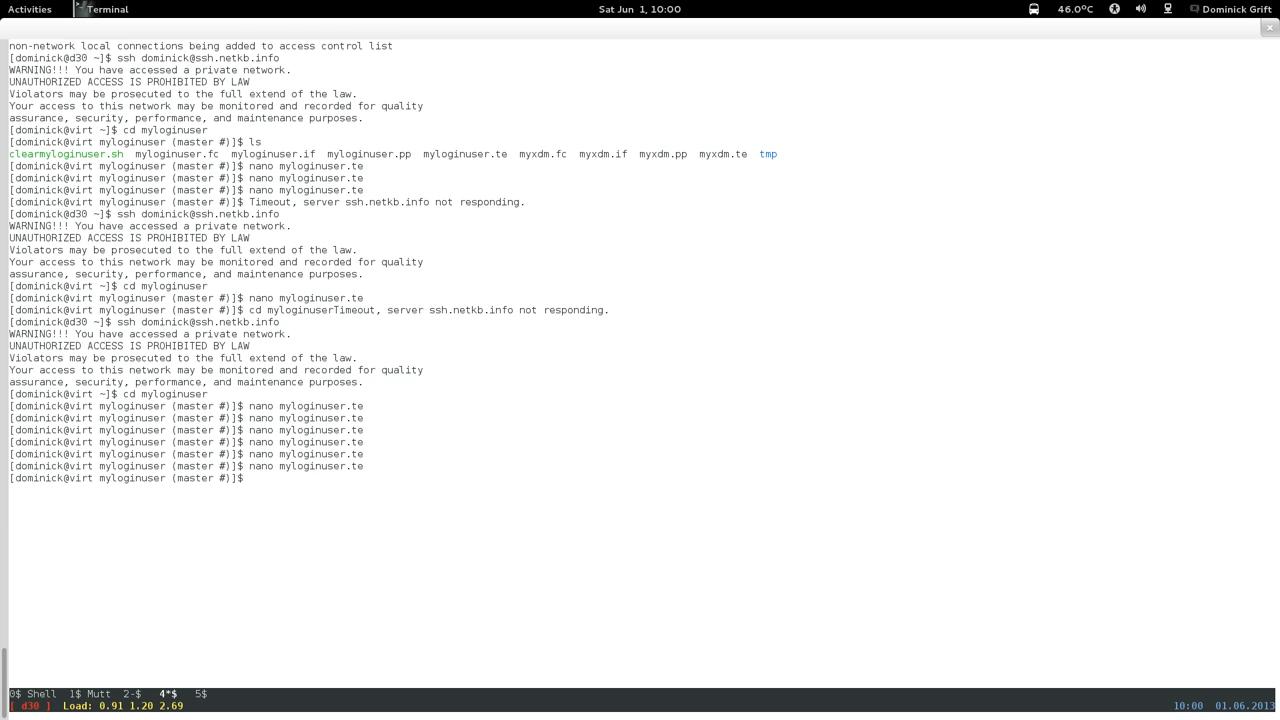 Activities Terminal Sat Jun 1, 10:00 46.0°C Dominick Grift
non-network local connections being added to access control list
[dominick@d30 ~]$ ssh dominick@ssh.netkb.info
WARNING!!! You have accessed a private network.
UNAUTHORIZED ACCESS IS PROHIBITED BY LAW
Violators may be prosecuted to the full extend of the law.
Your access to this network may be monitored and recorded for quality
assurance, security, performance, and maintenance purposes.
[dominick@virt ~]$ cd myloginuser
[dominick@virt myloginuser (master #)]$ ls
clearmyloginuser.sh myloginuser.fc myloginuser.if myloginuser.pp myloginuser.te myxdm.fc myxdm.if myxdm.pp myxdm.te tmp
[dominick@virt myloginuser (master #)]$ nano myloginuser.te
[dominick@virt myloginuser (master #)]$ nano myloginuser.te
[dominick@virt myloginuser (master #)]$ nano myloginuser.te
[dominick@virt myloginuser (master #)]$ Timeout, server ssh.netkb.info not responding.
[dominick@d30 ~]$ ssh dominick@ssh.netkb.info
WARNING!!! You have accessed a private network.
UNAUTHORIZED ACCESS IS PROHIBITED BY LAW
Violators may be prosecuted to the full extend of the law.
Your access to this network may be monitored and recorded for quality
assurance, security, performance, and maintenance purposes.
[dominick@virt ~]$ cd myloginuser
[dominick@virt myloginuser (master #)]$ nano myloginuser.te
[dominick@virt myloginuser (master #)]$ cd myloginuserTimeout, server ssh.netkb.info not responding.
[dominick@d30 ~]$ ssh dominick@ssh.netkb.info
WARNING!!! You have accessed a private network.
UNAUTHORIZED ACCESS IS PROHIBITED BY LAW
Violators may be prosecuted to the full extend of the law.
Your access to this network may be monitored and recorded for quality
assurance, security, performance, and maintenance purposes.
[dominick@virt ~]$ cd myloginuser
[dominick@virt myloginuser (master #)]$ nano myloginuser.te
[dominick@virt myloginuser (master #)]$ nano myloginuser.te
[dominick@virt myloginuser (master #)]$ nano myloginuser.te
[dominick@virt myloginuser (master #)]$ nano myloginuser.te
[dominick@virt myloginuser (master #)]$ nano myloginuser.te
[dominick@virt myloginuser (master #)]$ nano myloginuser.te
[dominick@virt myloginuser (master #)]$
0$ Shell 1$ Mutt 2-$ 4*$ 5$
[ d30 ] Load: 0.91 1.20 2.69 10:00 01.06.2013